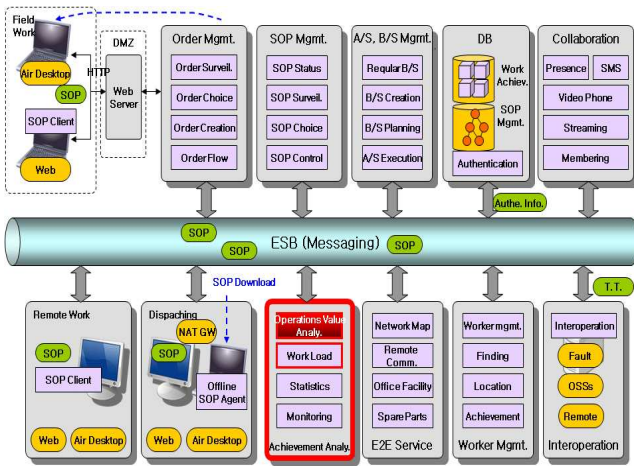 Field
Work
Air Desktop
SOP
SOP Client
Web
HTTP
DMZ
Web
Server
Order Mgmt.
Order Surveil.
Order Choice
Order Creation
Order Flow
SOP Mgmt.
SOP Status
SOP Surveil.
SOP Choice
SOP Control
A/S, B/S Mgmt.
Reqular B/S
B/S Creation
B/S Planning
A/S Execution
DB
Work
Achiev.
SOP
Mgmt.
Authentication
Collaboration
Presence
SMS
Video Phone
Streaming
Membering
Authe. Info.
SOP
SOP
ESB (Messaging)
SOP
SOP Download
T.T.
Remote Work
SOP
SOP Client
Web
Air Desktop
Dispaching
NAT GW
SOP
Offline
SOP Agent
Web
Air Desktop
Operations Value
Analy.
Work Load
Statistics
Monitoring
Achievement Analy.
Network Map
Remote
Comm.
Office Facility
Spare Parts
E2E Service
Worker mgmt.
Finding
Location
Achievement
Worker Mgmt.
Interoperation
Fault
OSSs
Remote
Interoperation